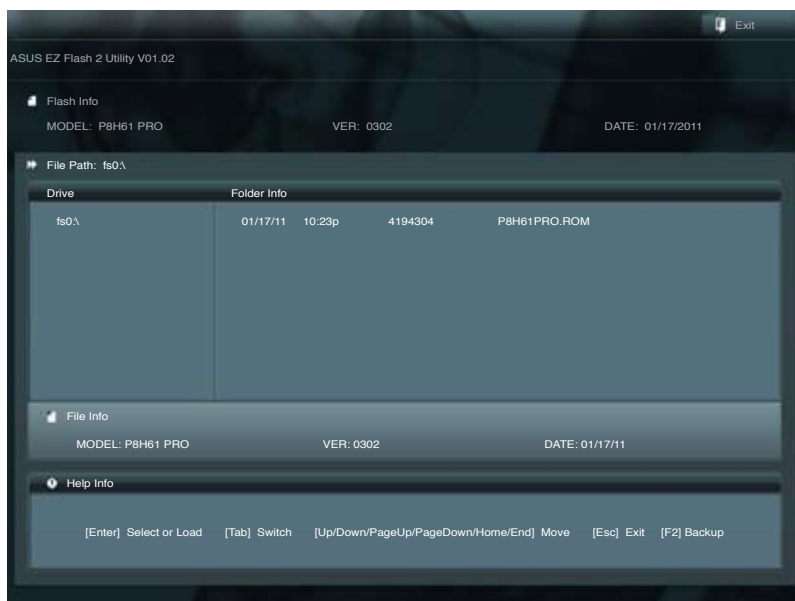 Exit
ASUS EZ Flash 2 Utility V01.02
Flash Info
MODEL: P8H61 PRO VER: 0302 DATE: 01/17/2011
File Path: fs0:\
Drive Folder Info
fs0:\ 01/17/11 10:23p 4194304 P8H61PRO.ROM
File Info
MODEL: P8H61 PRO VER: 0302 DATE: 01/17/11
Help Info
[Enter] Select or Load [Tab] Switch [Up/Down/PageUp/PageDown/Home/End] Move [Esc] Exit [F2] Backup